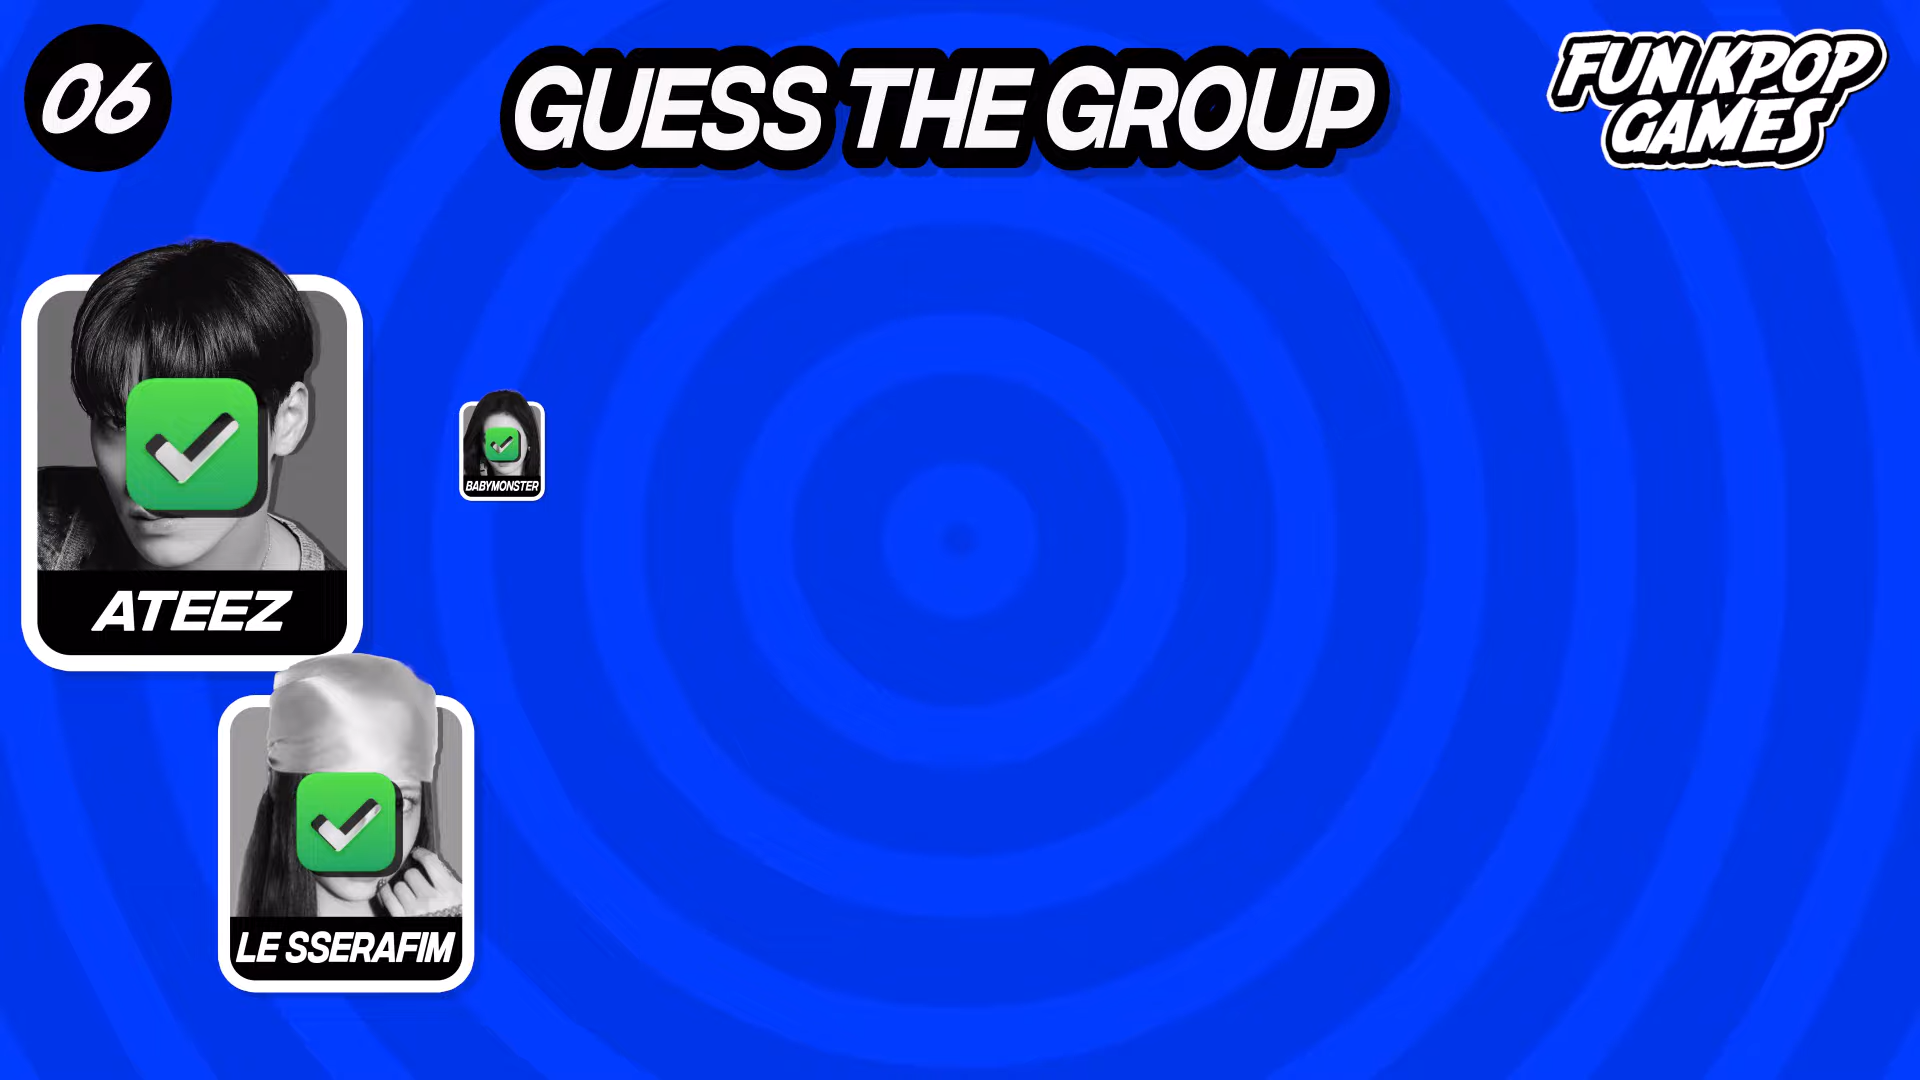 06
GUESS THE GROUP
FUN KPOP
GAMES
ATEEZ
BABYMONSTER
LE SSERAFIM